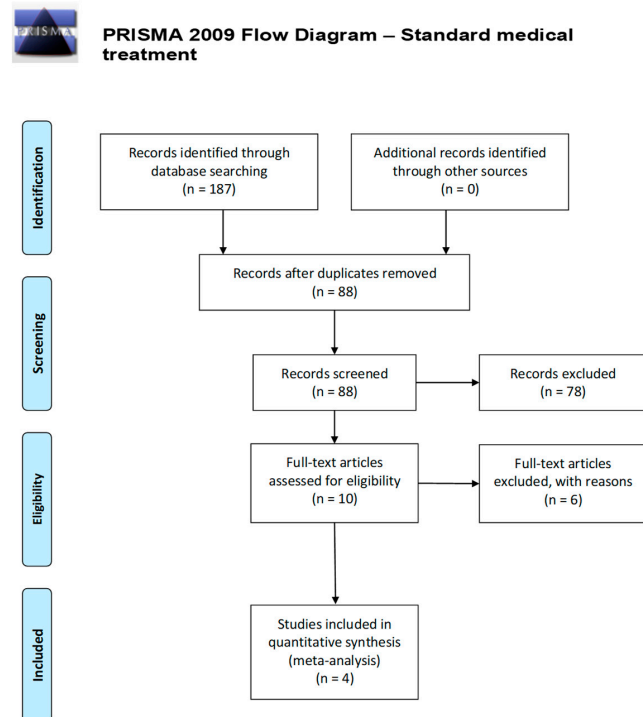 PRISMA
PRISMA 2009 Flow Diagram – Standard medical
treatment
Identification
Records identified through
database searching
(n = 187)
Additional records identified
through other sources
(n = 0)
Records after duplicates removed
(n = 88)
Screening
Records screened
(n = 88)
Records excluded
(n = 78)
Eligibility
Full-text articles
assessed for eligibility
(n = 10)
Full-text articles
excluded, with reasons
(n = 6)
Included
Studies included in
quantitative synthesis
(meta-analysis)
(n = 4)